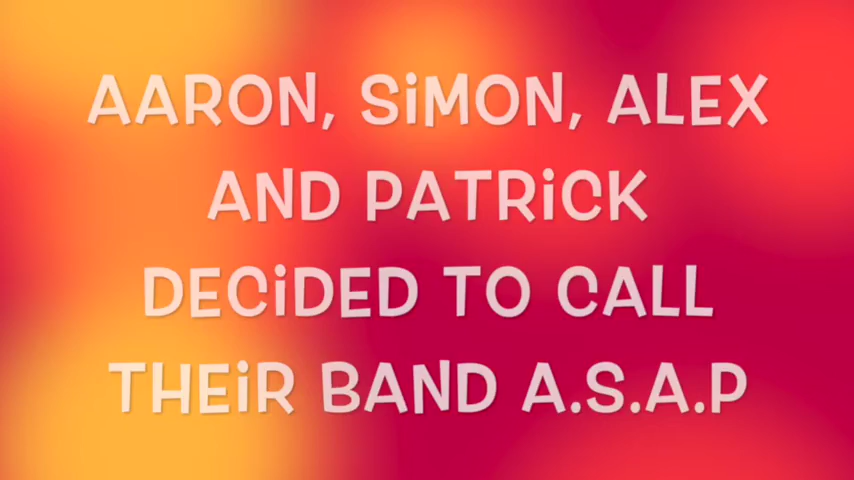 AARON, SiMON, ALEX
AND PATRiCK
DECiDED TO CALL
THEiR BAND A.S.A.P